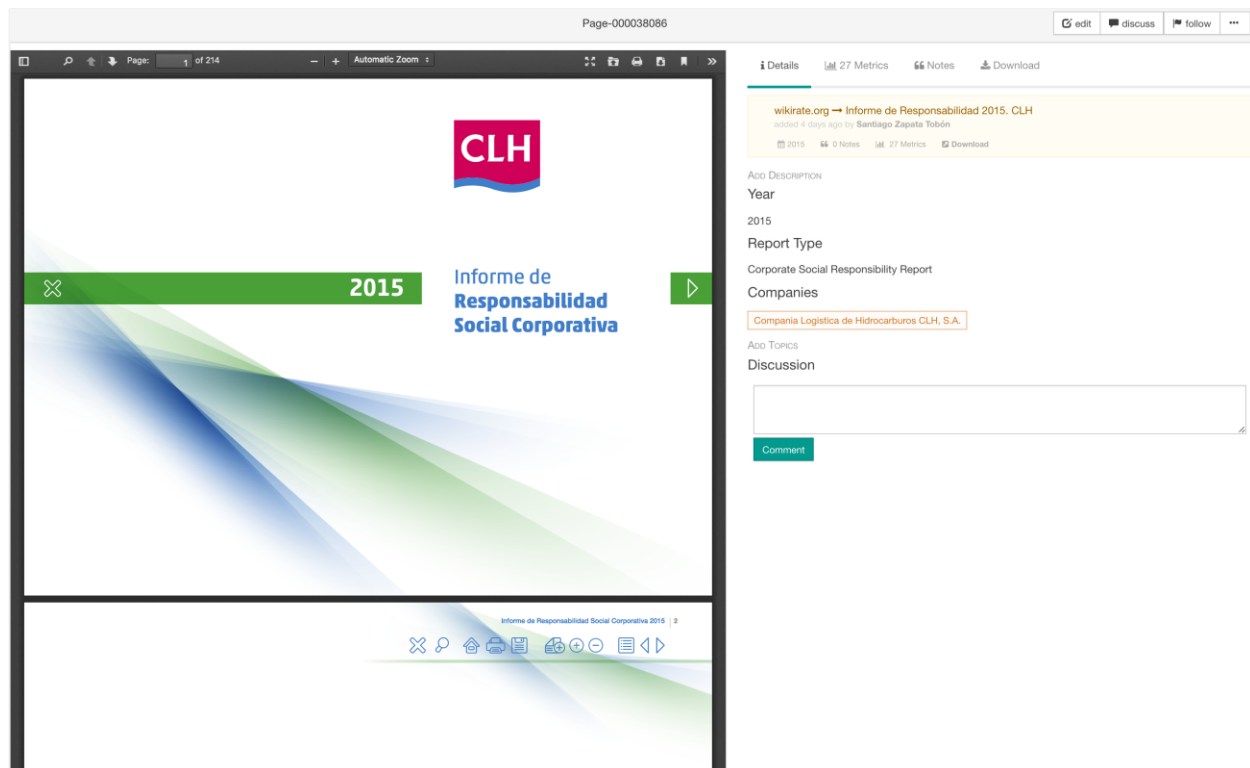 Page-000038086
edit
discuss
follow
Page: 1 of 214
Automatic Zoom
CLH
2015
Informe de
Responsabilidad
Social Corporativa
Informe de Responsabilidad Social Corporativa 2015 | 2
Details
27 Metrics
Notes
Download
wikirate.org → Informe de Responsabilidad 2015. CLH
added 4 days ago by Santiago Zapata Tobón
2015
0 Notes
27 Metrics
Download
ADD DESCRIPTION
Year
2015
Report Type
Corporate Social Responsibility Report
Companies
Compania Logistica de Hidrocarburos CLH, S.A.
ADD TOPICS
Discussion
Comment